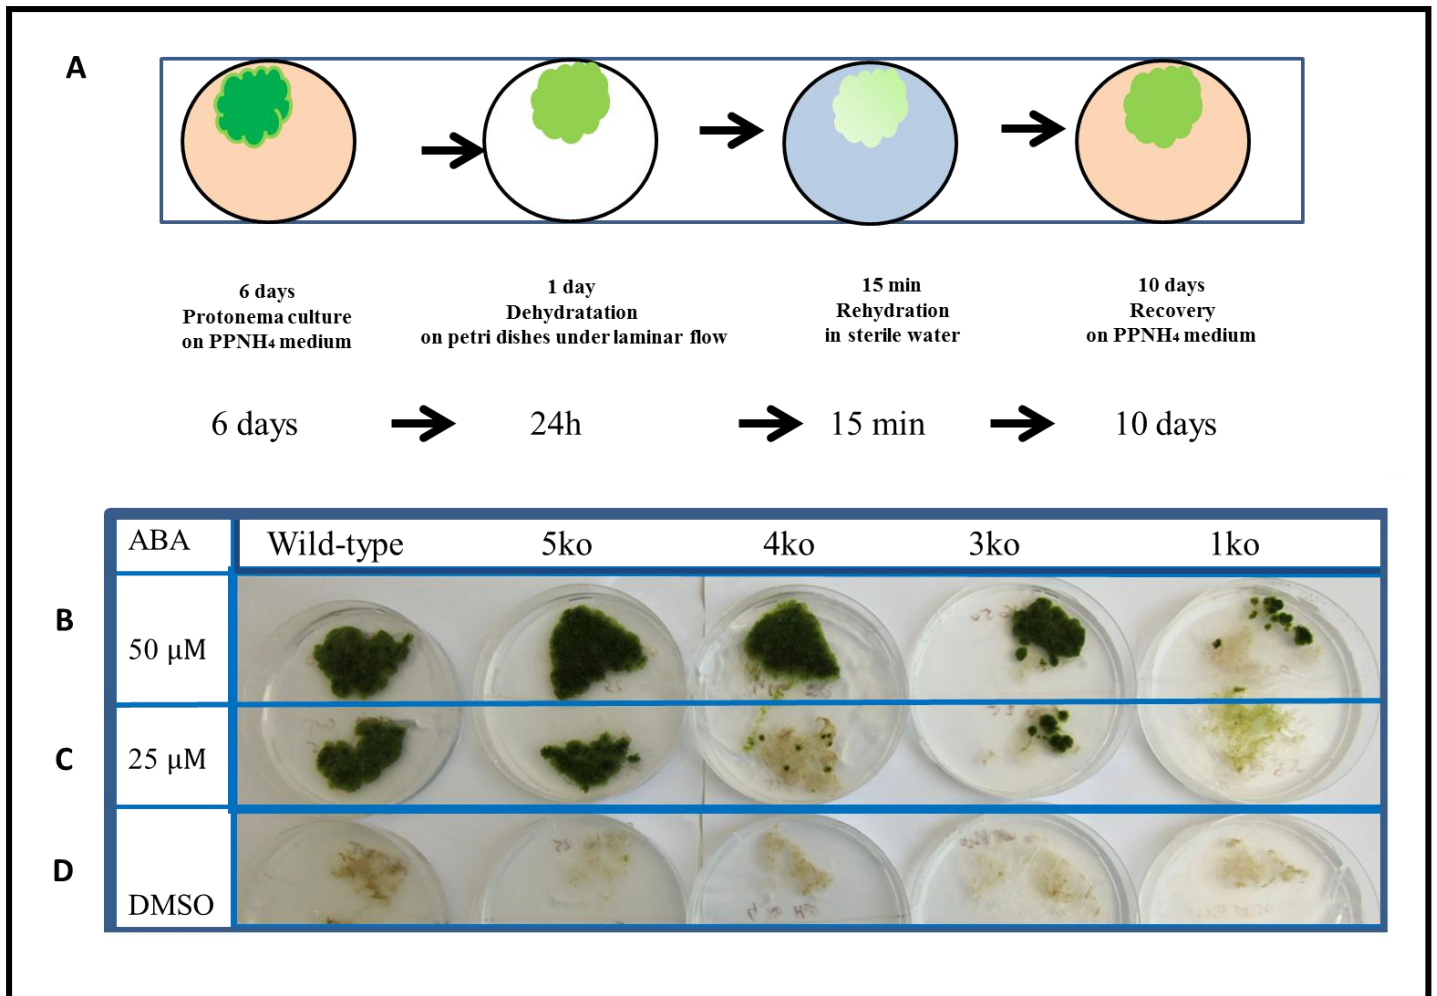 A
6 days
Protonema culture
on PPNH₄ medium
1 day
Dehydratation
on petri dishes under laminar flow
15 min
Rehydration
in sterile water
10 days
Recovery
on PPNH₄ medium
6 days
24h
15 min
10 days
ABA
Wild-type
5ko
4ko
3ko
1ko
B
50 µM
C
25 µM
D
DMSO